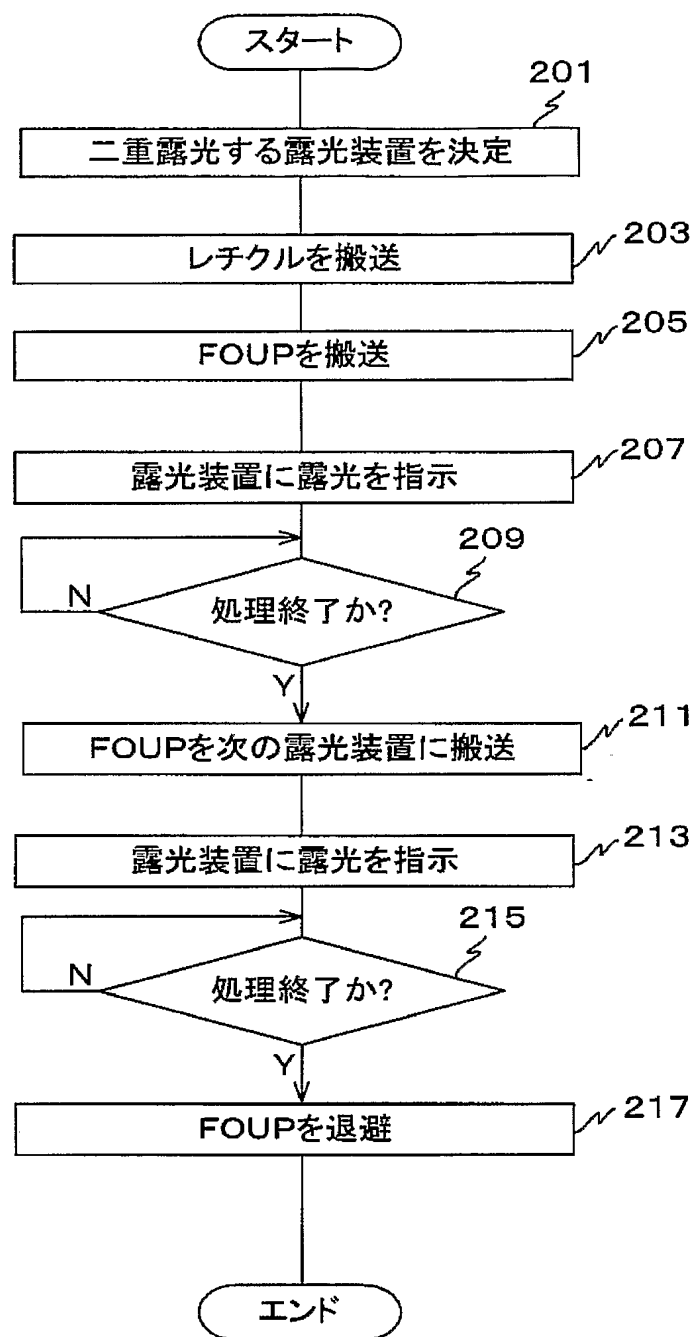 スタート
201
二重露光する露光装置を決定
203
レチクルを搬送
205
FOUPを搬送
207
露光装置に露光を指示
209
N
処理終了か?
Y
211
FOUPを次の露光装置に搬送
213
露光装置に露光を指示
215
N
処理終了か?
Y
217
FOUPを退避
エンド